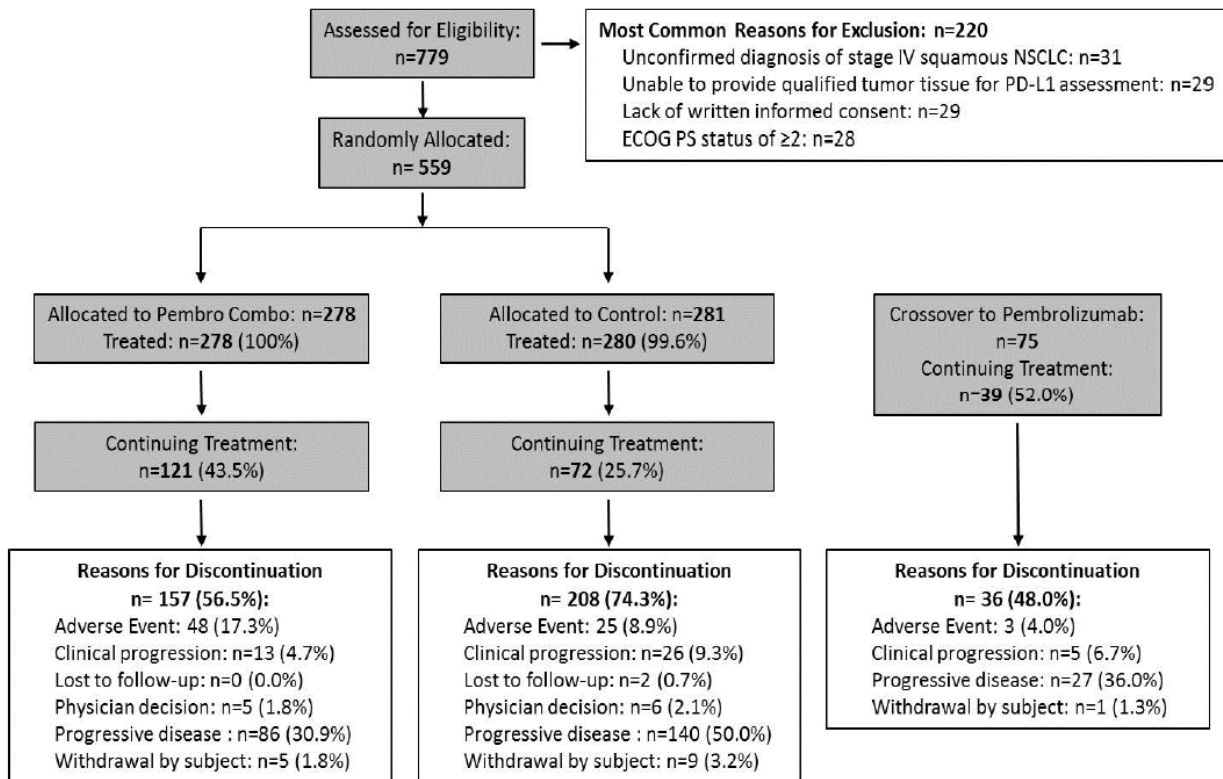 Assessed for Eligibility:
n=779
Most Common Reasons for Exclusion: n=220
Unconfirmed diagnosis of stage IV squamous NSCLC: n=31
Unable to provide qualified tumor tissue for PD-L1 assessment: n=29
Lack of written informed consent: n=29
ECOG PS status of ≥2: n=28
Randomly Allocated:
n= 559
Allocated to Pembro Combo: n=278
Treated: n=278 (100%)
Allocated to Control: n=281
Treated: n=280 (99.6%)
Crossover to Pembrolizumab:
n=75
Continuing Treatment:
n=39 (52.0%)
Continuing Treatment:
n=121 (43.5%)
Continuing Treatment:
n=72 (25.7%)
Reasons for Discontinuation
n= 157 (56.5%):
Adverse Event: 48 (17.3%)
Clinical progression: n=13 (4.7%)
Lost to follow-up: n=0 (0.0%)
Physician decision: n=5 (1.8%)
Progressive disease : n=86 (30.9%)
Withdrawal by subject: n=5 (1.8%)
Reasons for Discontinuation
n= 208 (74.3%):
Adverse Event: 25 (8.9%)
Clinical progression: n=26 (9.3%)
Lost to follow-up: n=2 (0.7%)
Physician decision: n=6 (2.1%)
Progressive disease : n=140 (50.0%)
Withdrawal by subject: n=9 (3.2%)
Reasons for Discontinuation
n= 36 (48.0%):
Adverse Event: 3 (4.0%)
Clinical progression: n=5 (6.7%)
Progressive disease: n=27 (36.0%)
Withdrawal by subject: n=1 (1.3%)